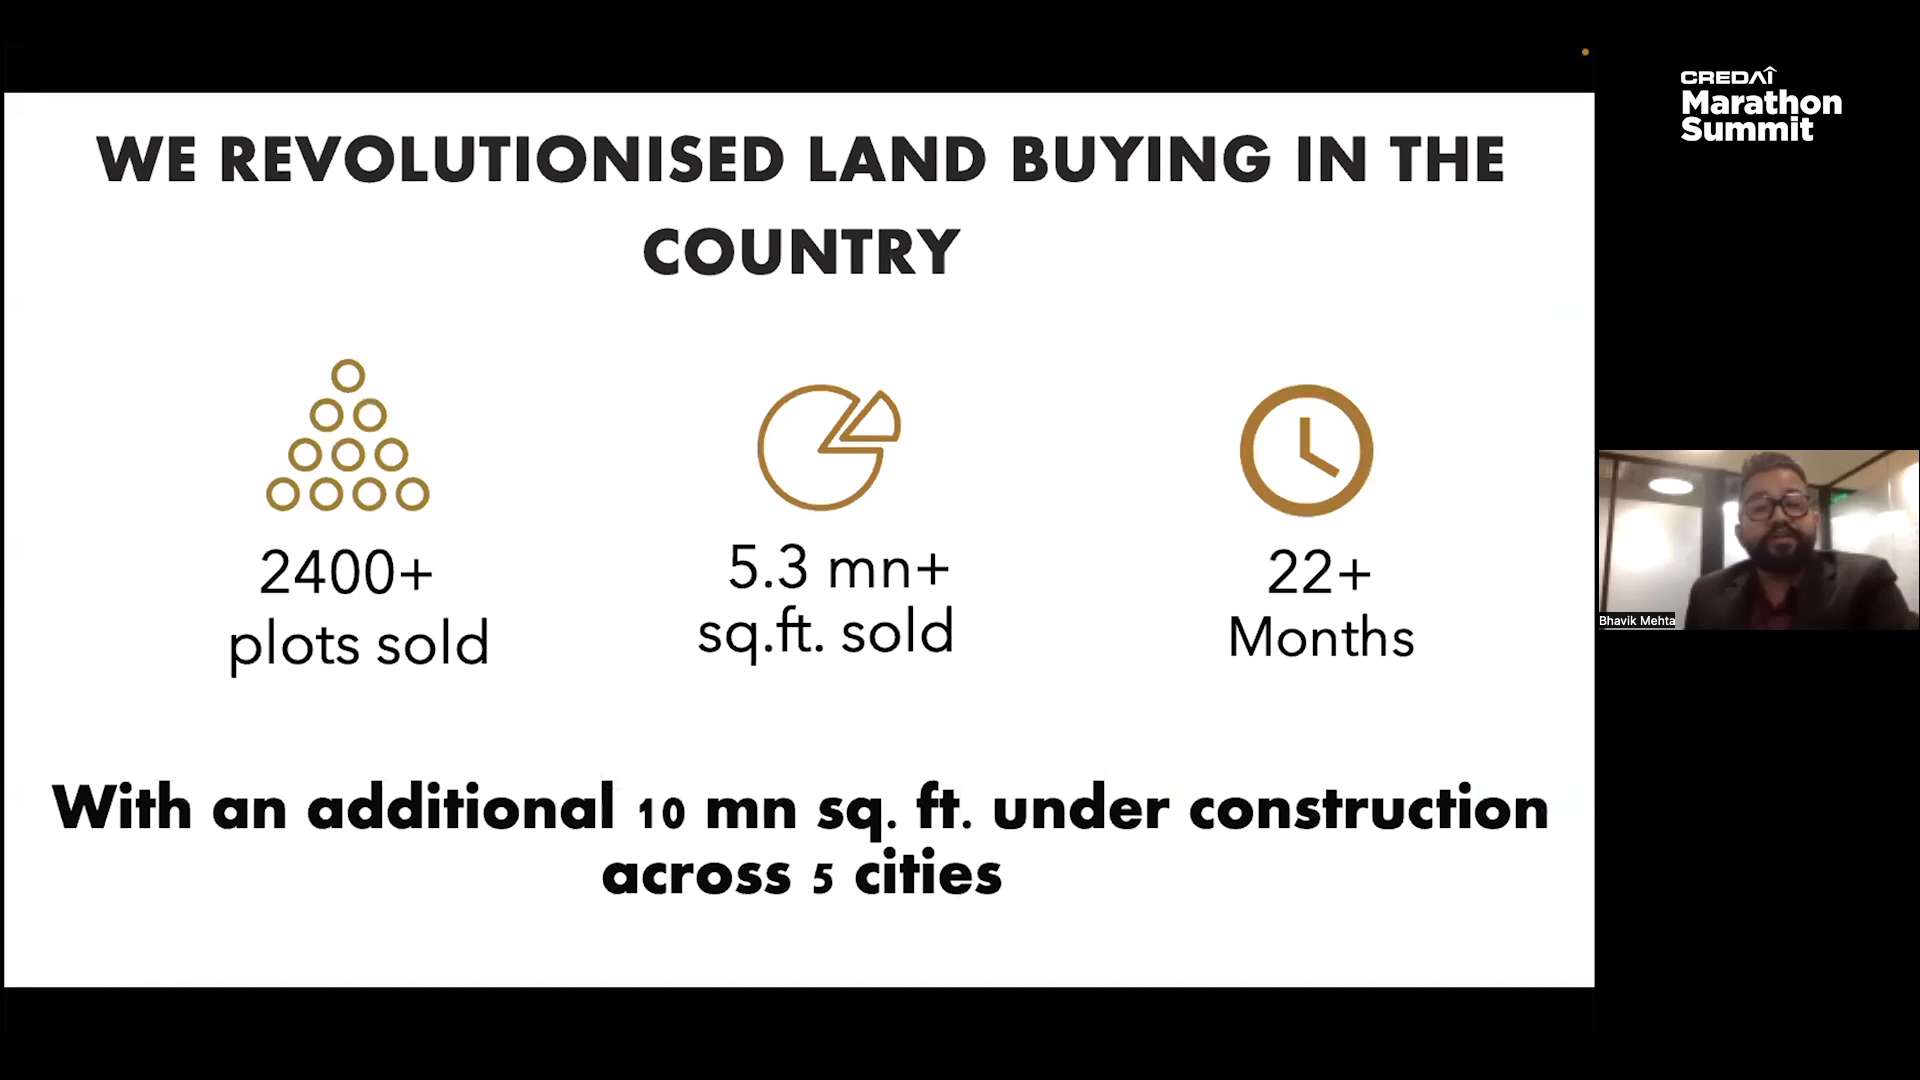 WE REVOLUTIONISED LAND BUYING IN THE
COUNTRY
2400+
plots sold
5.3 mn+
sq.ft. sold
22+
Months
With an additional 10 mn sq. ft. under construction
across 5 cities
CREDAI
Marathon
Summit
Bhavik Mehta